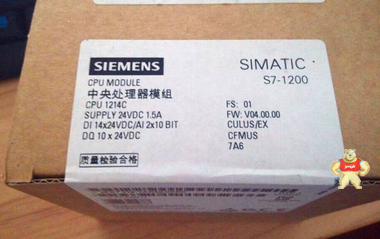 SIEMENS
CPU MODULE
中央处理器模组
CPU 1214C
SUPPLY 24VDC 1.5A
DI 14x24VDC/AI 2x10 BIT
DQ 10 x 24VDC
质量检验合格
SIMATIC
S7-1200
FS: 01
FW: V04.00.00
CULUS/EX
CFMUS
7A6